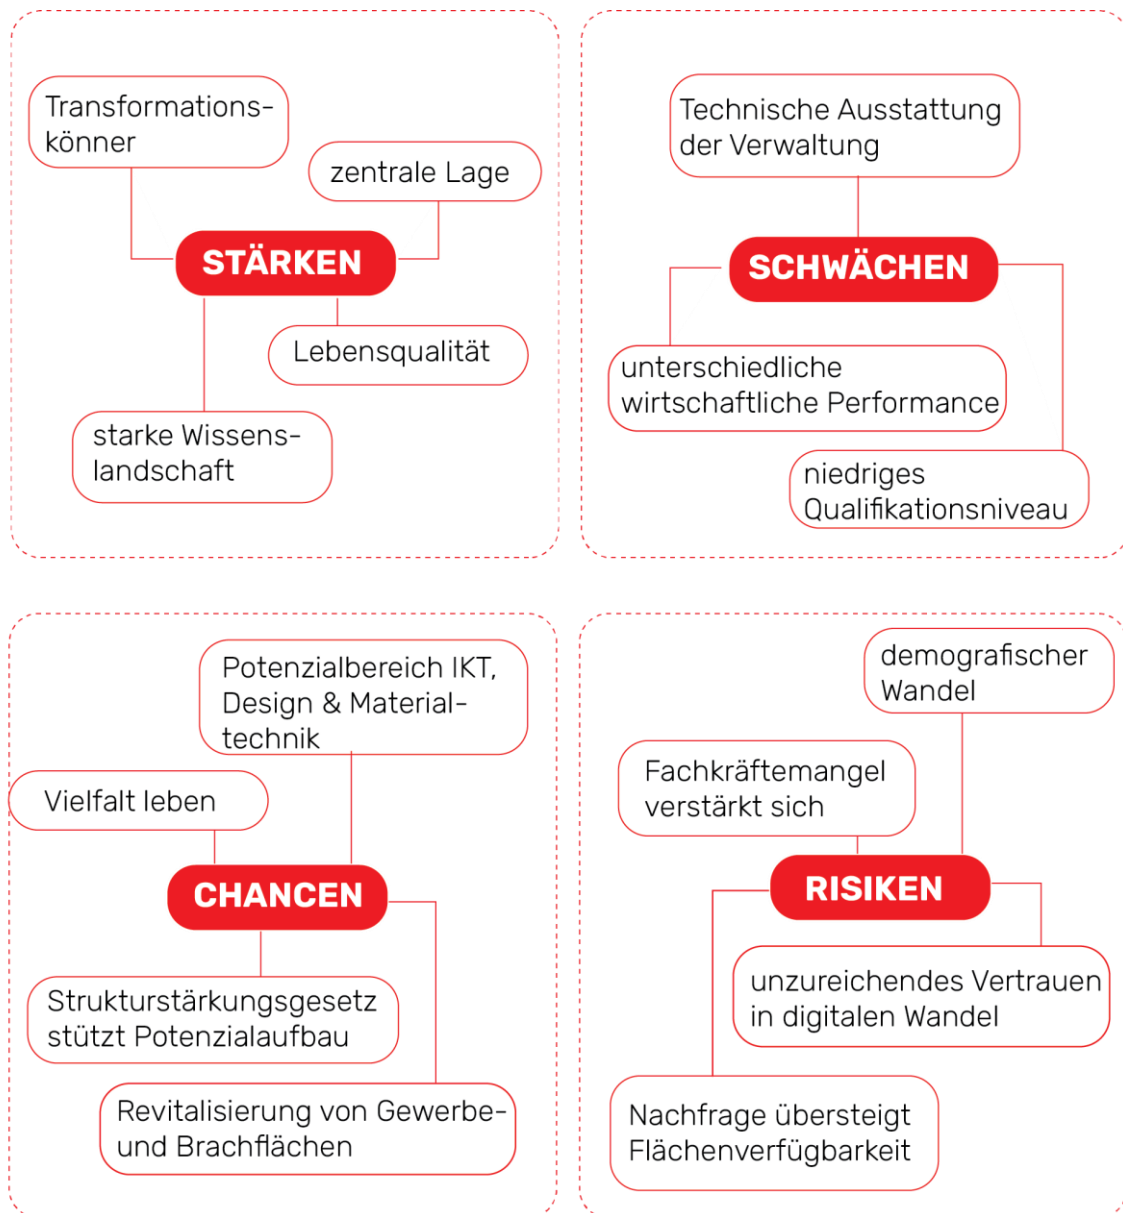 Transformations-
könner
zentrale Lage
STÄRKEN
Lebensqualität
starke Wissens-
landschaft
Technische Ausstattung
der Verwaltung
SCHWÄCHEN
unterschiedliche
wirtschaftliche Performance
niedriges
Qualifikationsniveau
Potenzialbereich IKT,
Design & Material-
technik
Vielfalt leben
CHANCEN
Strukturstärkungsgesetz
stützt Potenzialaufbau
Revitalisierung von Gewerbe-
und Brachflächen
demografischer
Wandel
Fachkräftemangel
verstärkt sich
RISIKEN
unzureichendes Vertrauen
in digitalen Wandel
Nachfrage übersteigt
Flächenverfügbarkeit